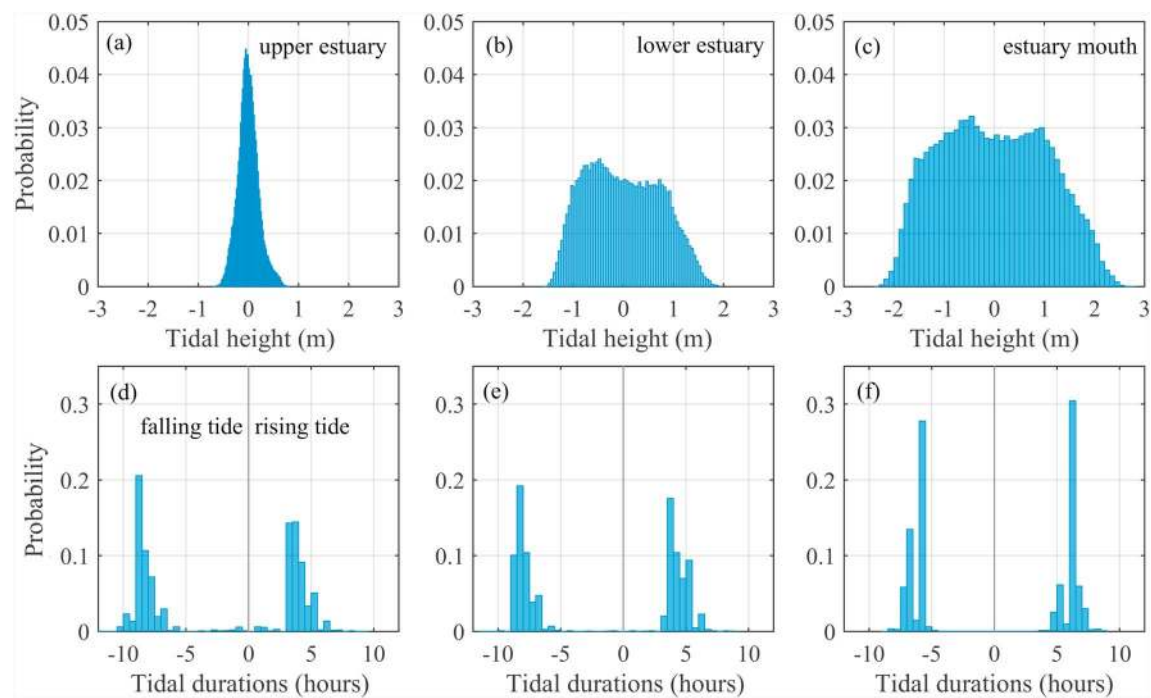 (a) upper estuary
(b) lower estuary
(c) estuary mouth
Probability
0.05
0.04
0.03
0.02
0.01
0
-3 -2 -1 0 1 2 3
Tidal height (m)
0.05
0.04
0.03
0.02
0.01
0
-3 -2 -1 0 1 2 3
Tidal height (m)
0.05
0.04
0.03
0.02
0.01
0
-3 -2 -1 0 1 2 3
Tidal height (m)
(d)
falling tide rising tide
Probability
0.3
0.2
0.1
0
-10 -5 0 5 10
Tidal durations (hours)
(e)
0.3
0.2
0.1
0
-10 -5 0 5 10
Tidal durations (hours)
(f)
0.3
0.2
0.1
0
-10 -5 0 5 10
Tidal durations (hours)